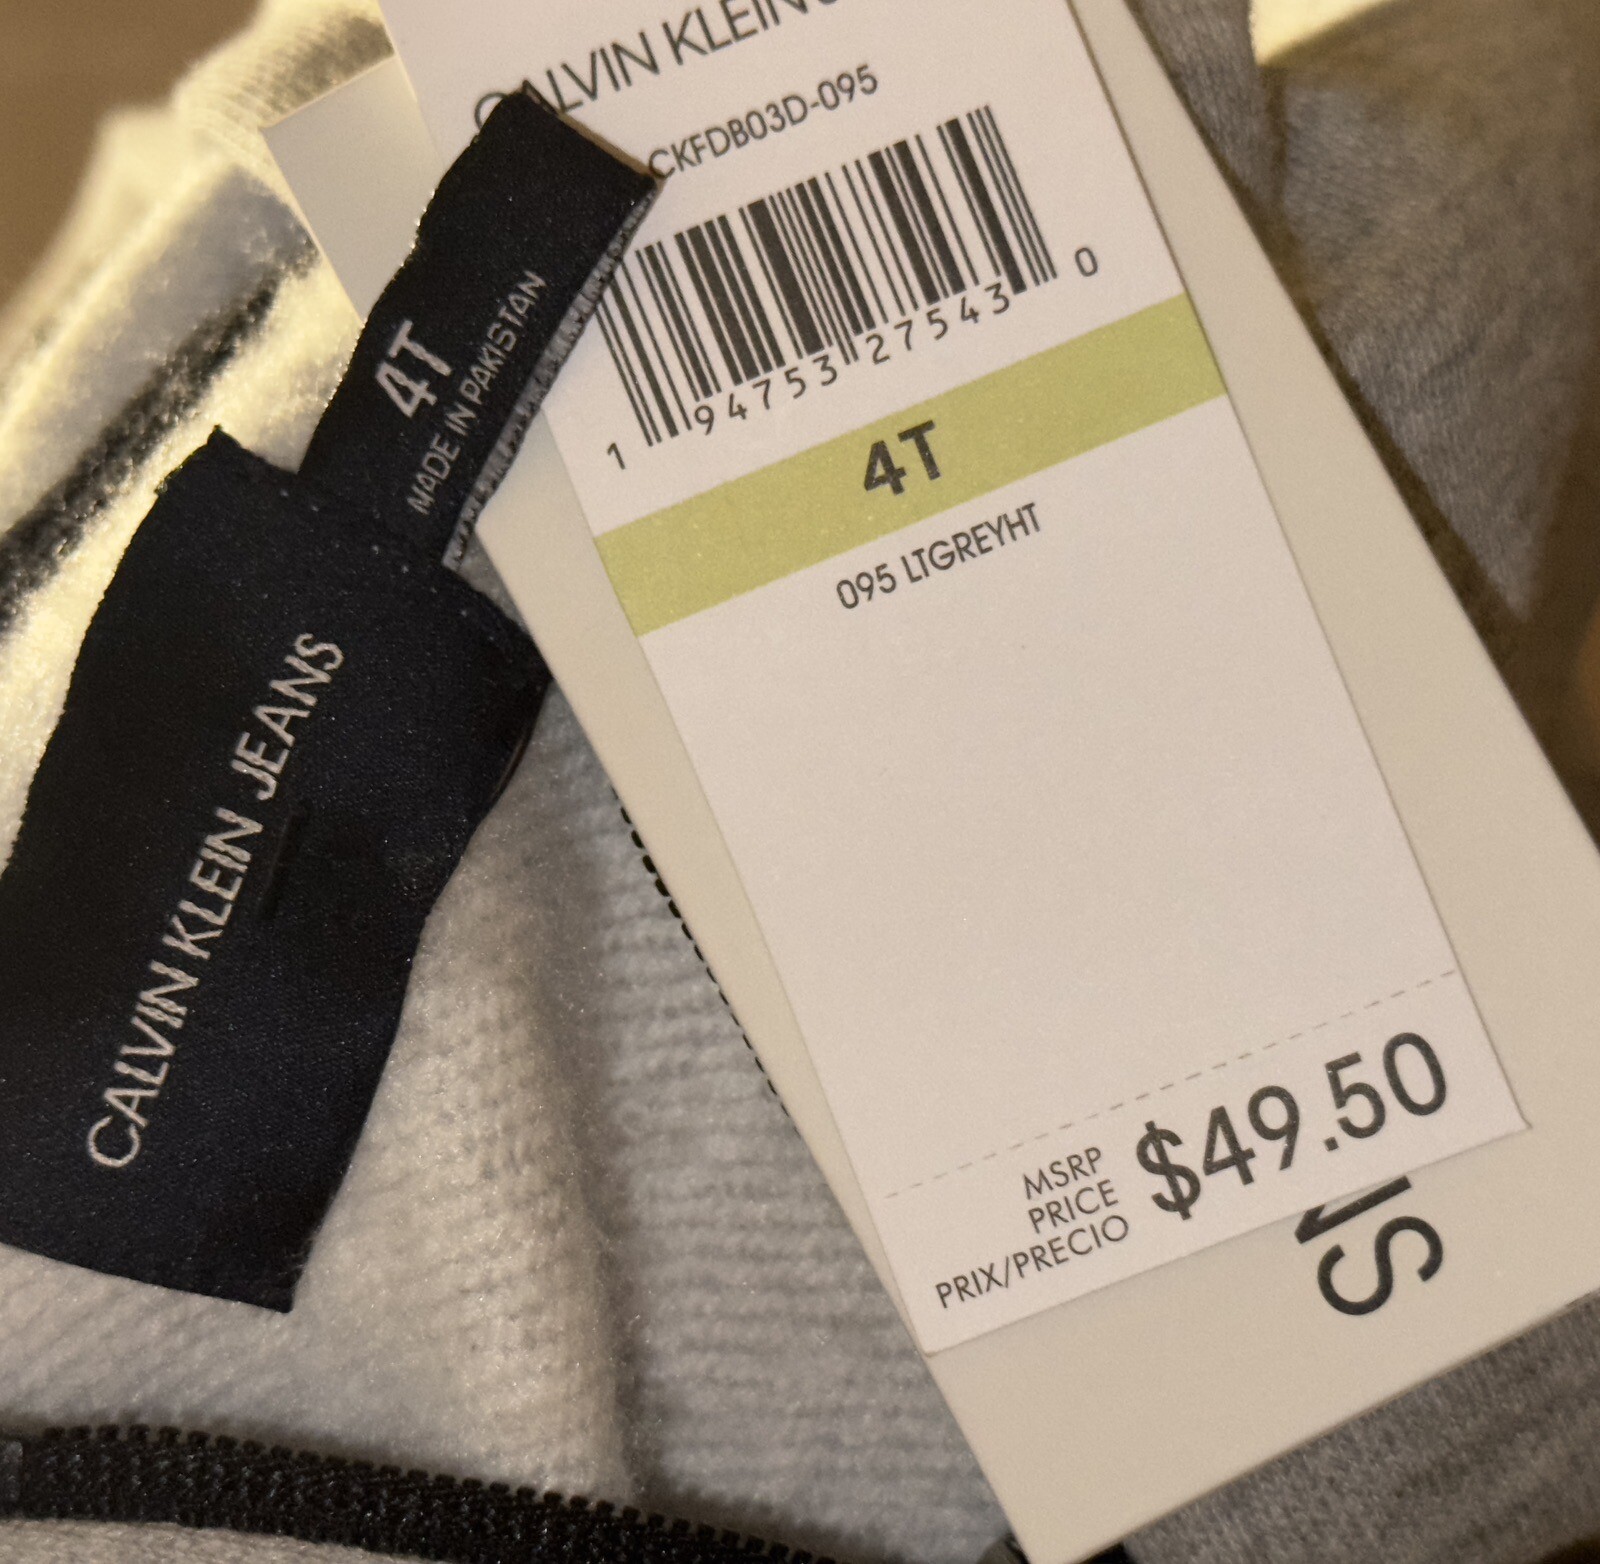 CALVIN KLEIN
CKFDB03D-095
1 94753 27543 0
4T
095 LTGREYHT
MSRP
PRICE
PRIX/PRECIO
$49.50
4T
MADE IN PAKISTAN
CALVIN KLEIN JEANS